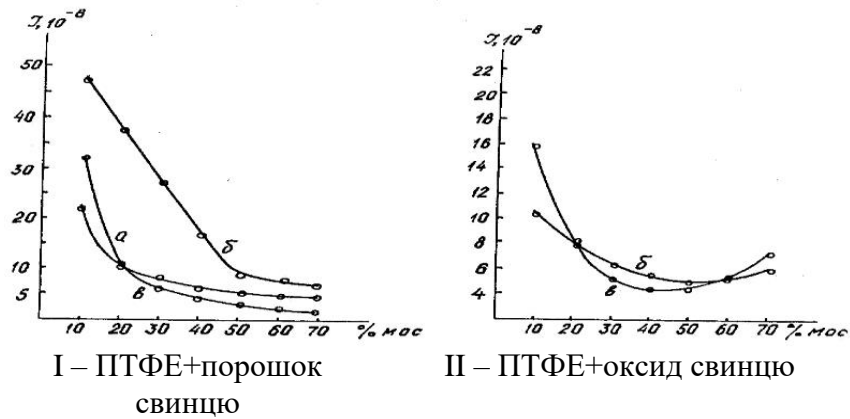 J,10⁻⁸
50
40
30
20
10
5
а
б
в
10 20 30 40 50 60 70 % мас
J,10⁻⁸
22
20
18
16
14
12
10
8
6
4
б
в
10 20 30 40 50 60 70 % мас
I – ПТФЕ+порошок
свинцю
II – ПТФЕ+оксид свинцю